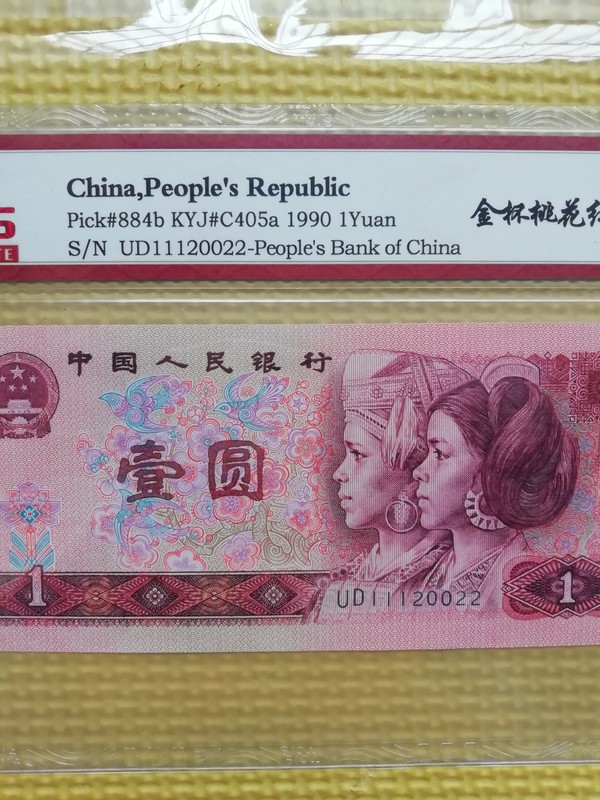 China,People's Republic
Pick#884b KYJ#C405a 1990 1Yuan
S/N UD11120022-People's Bank of China
金杯桃花红
中国人民银行
壹圆
1
UD11120022
1